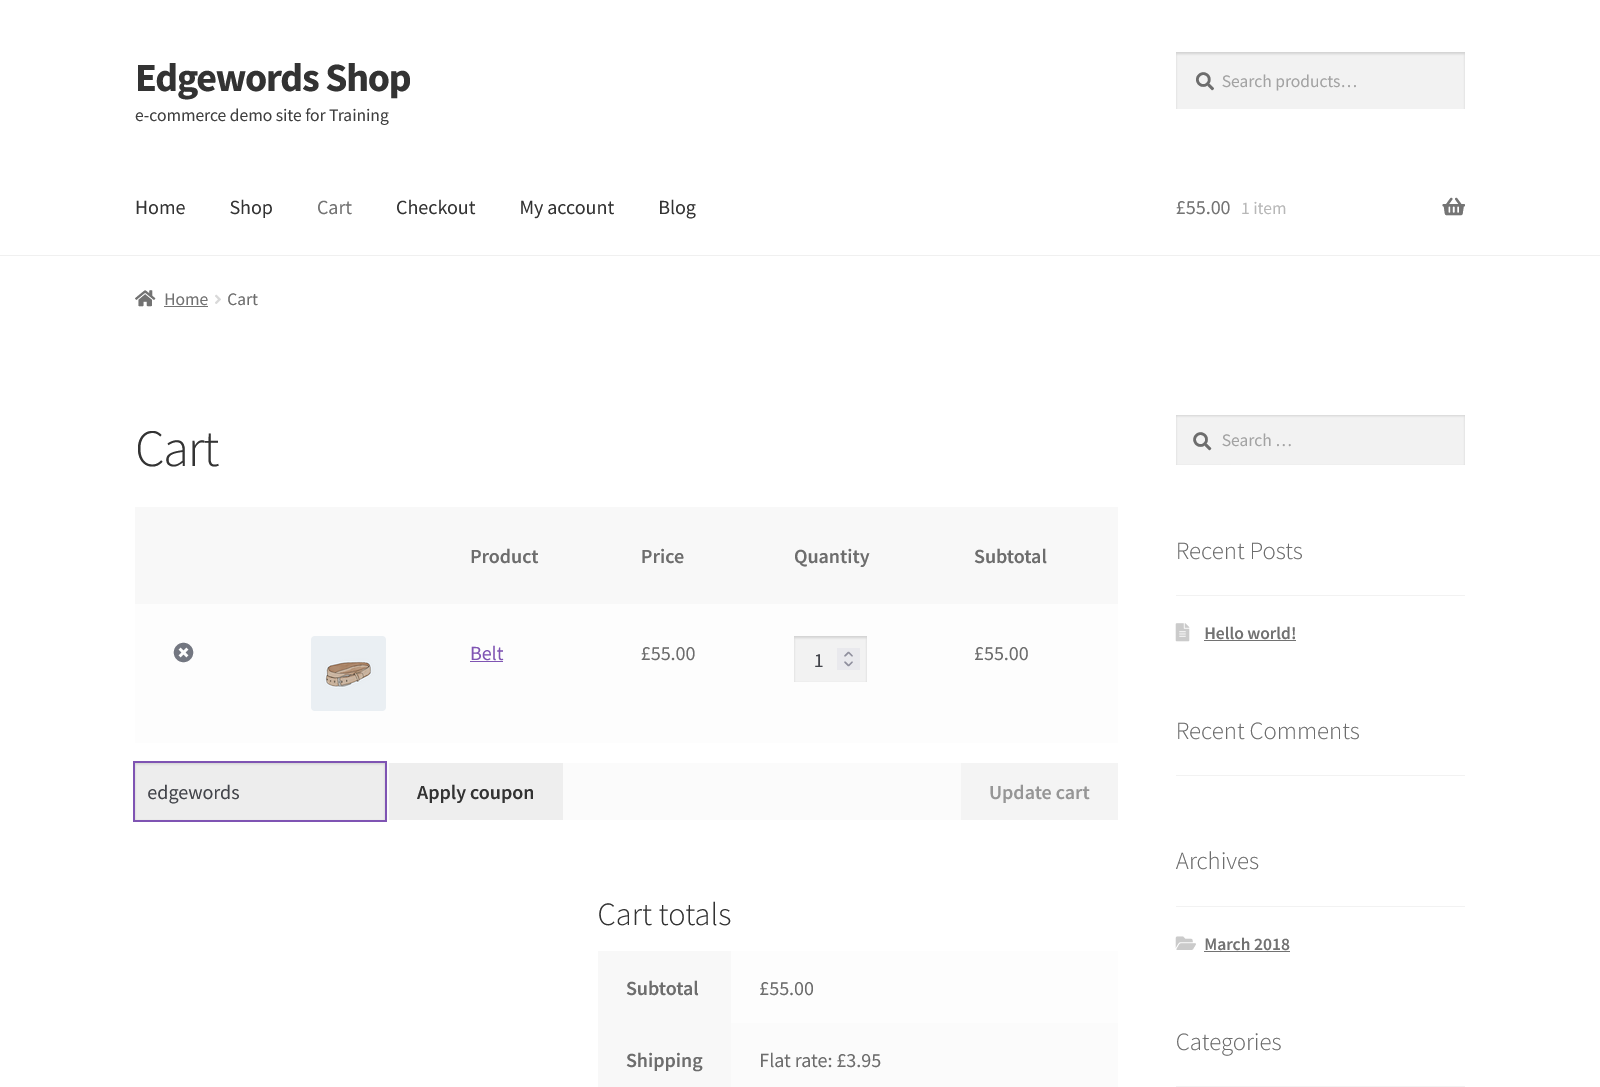 Edgewords Shop
e-commerce demo site for Training
Search products…
Home Shop Cart Checkout My account Blog
£55.00 1 item
Home Cart
Cart
Product Price Quantity Subtotal
Belt £55.00 1 £55.00
edgewords Apply coupon Update cart
Cart totals
Subtotal £55.00
Shipping Flat rate: £3.95
Search …
Recent Posts
Hello world!
Recent Comments
Archives
March 2018
Categories